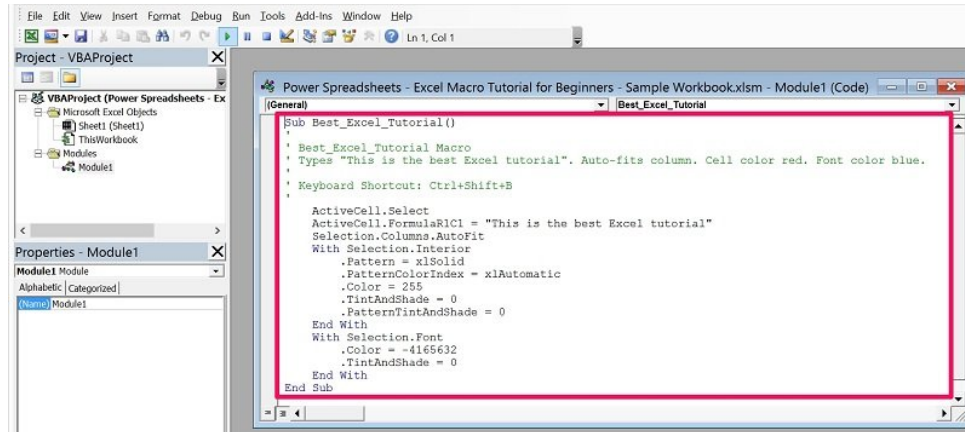 File Edit View Insert Format Debug Run Tools Add-Ins Window Help
Ln 1, Col 1
Project - VBAProject
VBAProject (Power Spreadsheets - Ex
Microsoft Excel Objects
Sheet1 (Sheet1)
ThisWorkbook
Modules
Module1
Properties - Module1
Module1 Module
Alphabetic Categorized
(Name) Module1
Power Spreadsheets - Excel Macro Tutorial for Beginners - Sample Workbook.xlsm - Module1 (Code)
(General) Best_Excel_Tutorial
Sub Best_Excel_Tutorial()
'
' Best_Excel_Tutorial Macro
' Types "This is the best Excel tutorial". Auto-fits column. Cell color red. Font color blue.
'
' Keyboard Shortcut: Ctrl+Shift+B
'
ActiveCell.Select
ActiveCell.FormulaR1C1 = "This is the best Excel tutorial"
Selection.Columns.AutoFit
With Selection.Interior
.Pattern = xlSolid
.PatternColorIndex = xlAutomatic
.Color = 255
.TintAndShade = 0
.PatternTintAndShade = 0
End With
With Selection.Font
.Color = -4165632
.TintAndShade = 0
End With
End Sub